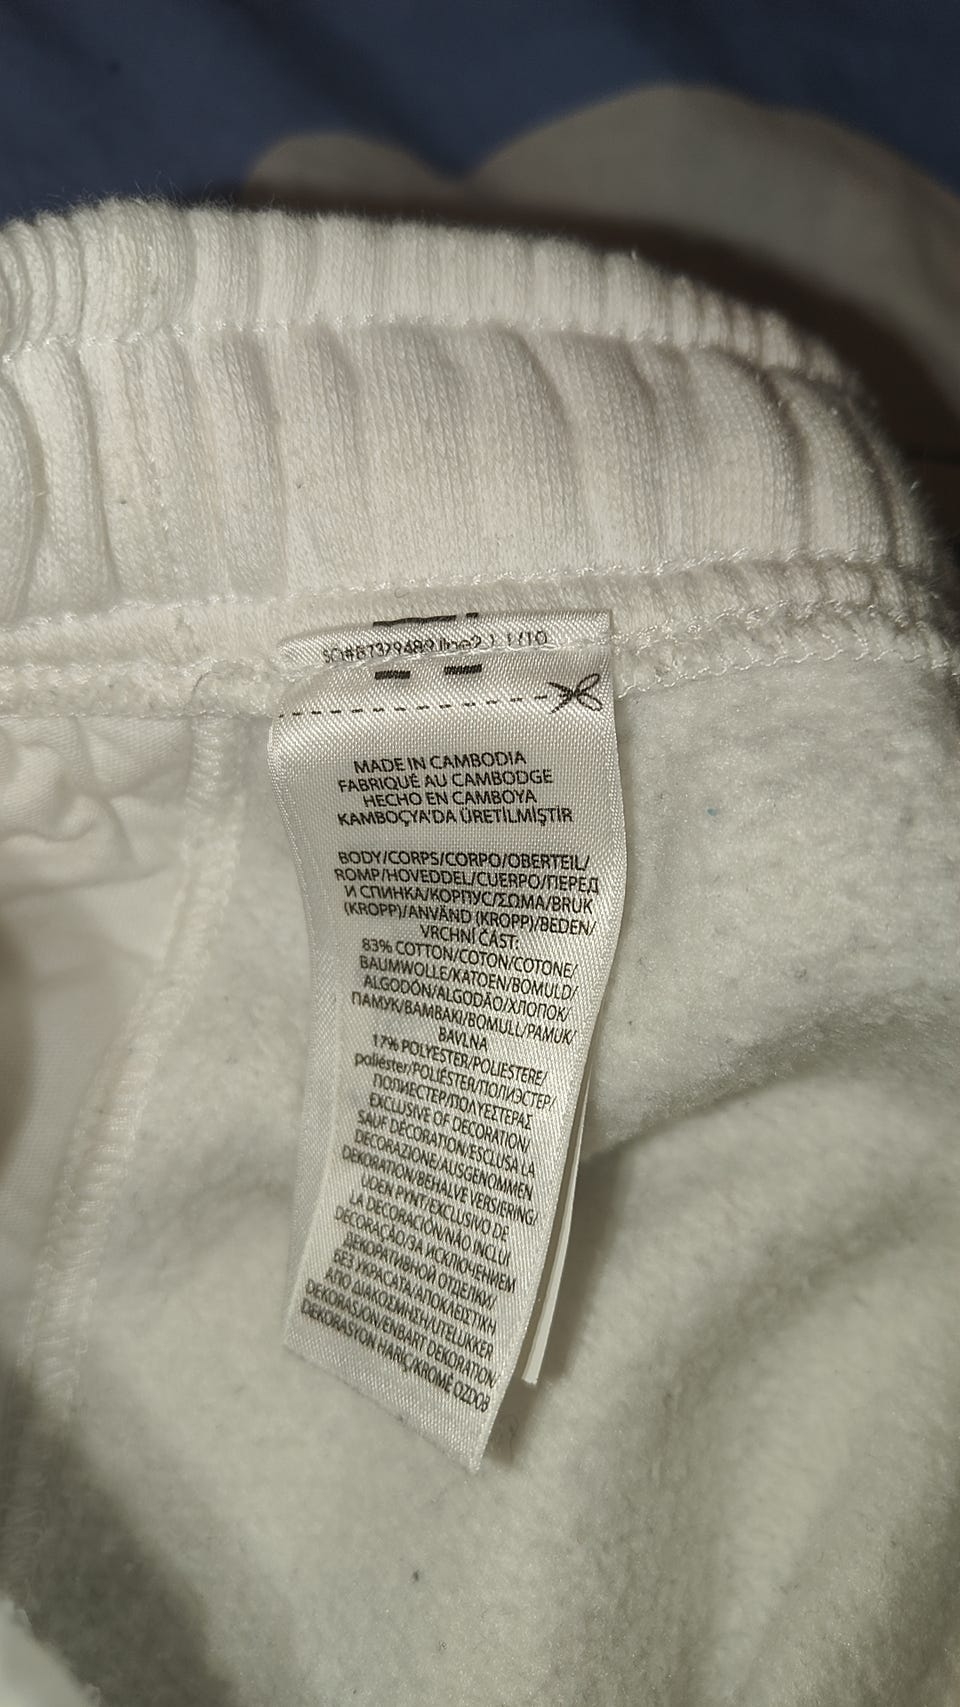 MADE IN CAMBODIA
FABRIQUÉ AU CAMBODGE
HECHO EN CAMBOYA
KAMBOÇYA'DA ÜRETİLMİŞTİR
BODY/CORPS/CORPO/OBERTEIL/
ROMP/HOVEDDEL/CUERPO/ПЕРЕД
И СПИНКА/КОРПУС/ΣΩΜΑ/BRUK
(KROPP)/ANVÄND (KROPP)/BEDEN/
VRCHNÍ ČÁST:
83% COTTON/COTON/COTONE/
BAUMWOLLE/KATOEN/BOMULD/
ALGODÓN/ALGODÃO/ХЛОПОК/
ПАМУК/ΒΑΜΒΑΚΙ/BOMULL/PAMUK/
BAVLNA
17% POLYESTER/POLIESTERE/
poliéster/POLIÉSTER/ПОЛИЭСТЕР/
ПОЛИЕСТЕР/ΠΟΛΥΕΣΤΕΡΑΣ
EXCLUSIVE OF DECORATION/
SAUF DÉCORATION/ESCLUSA LA
DECORAZIONE/AUSGENOMMEN
DEKORATION/BEHALVE VERSIERING/
UDEN PYNT/EXCLUSIVO DE
LA DECORACIÓN/NÃO INCLUI
DECORAÇÃO/ЗА ИСКЛЮЧЕНИЕМ
ДЕКОРАТИВНОЙ ОТДЕЛКИ/
БЕЗ УКРАСАТА/ΑΠΟΚΛΕΙΣΤΙΚΗ
ΑΠΟ ΔΙΑΚΟΣΜΗΣΗ/UTELUKKER
DEKORASJON/ENBART DEKORATION/
DEKORASYON HARİÇ/KROMĚ OZDOB